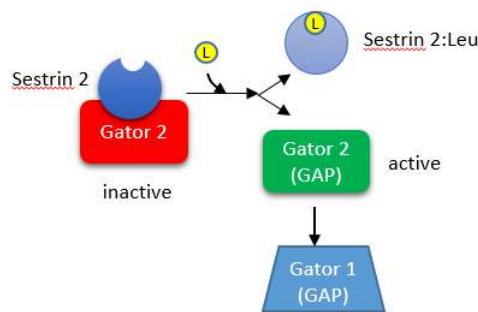 L
L
Sestrin 2:Leu
Sestrin 2
Gator 2
inactive
Gator 2
(GAP)
active
Gator 1
(GAP)